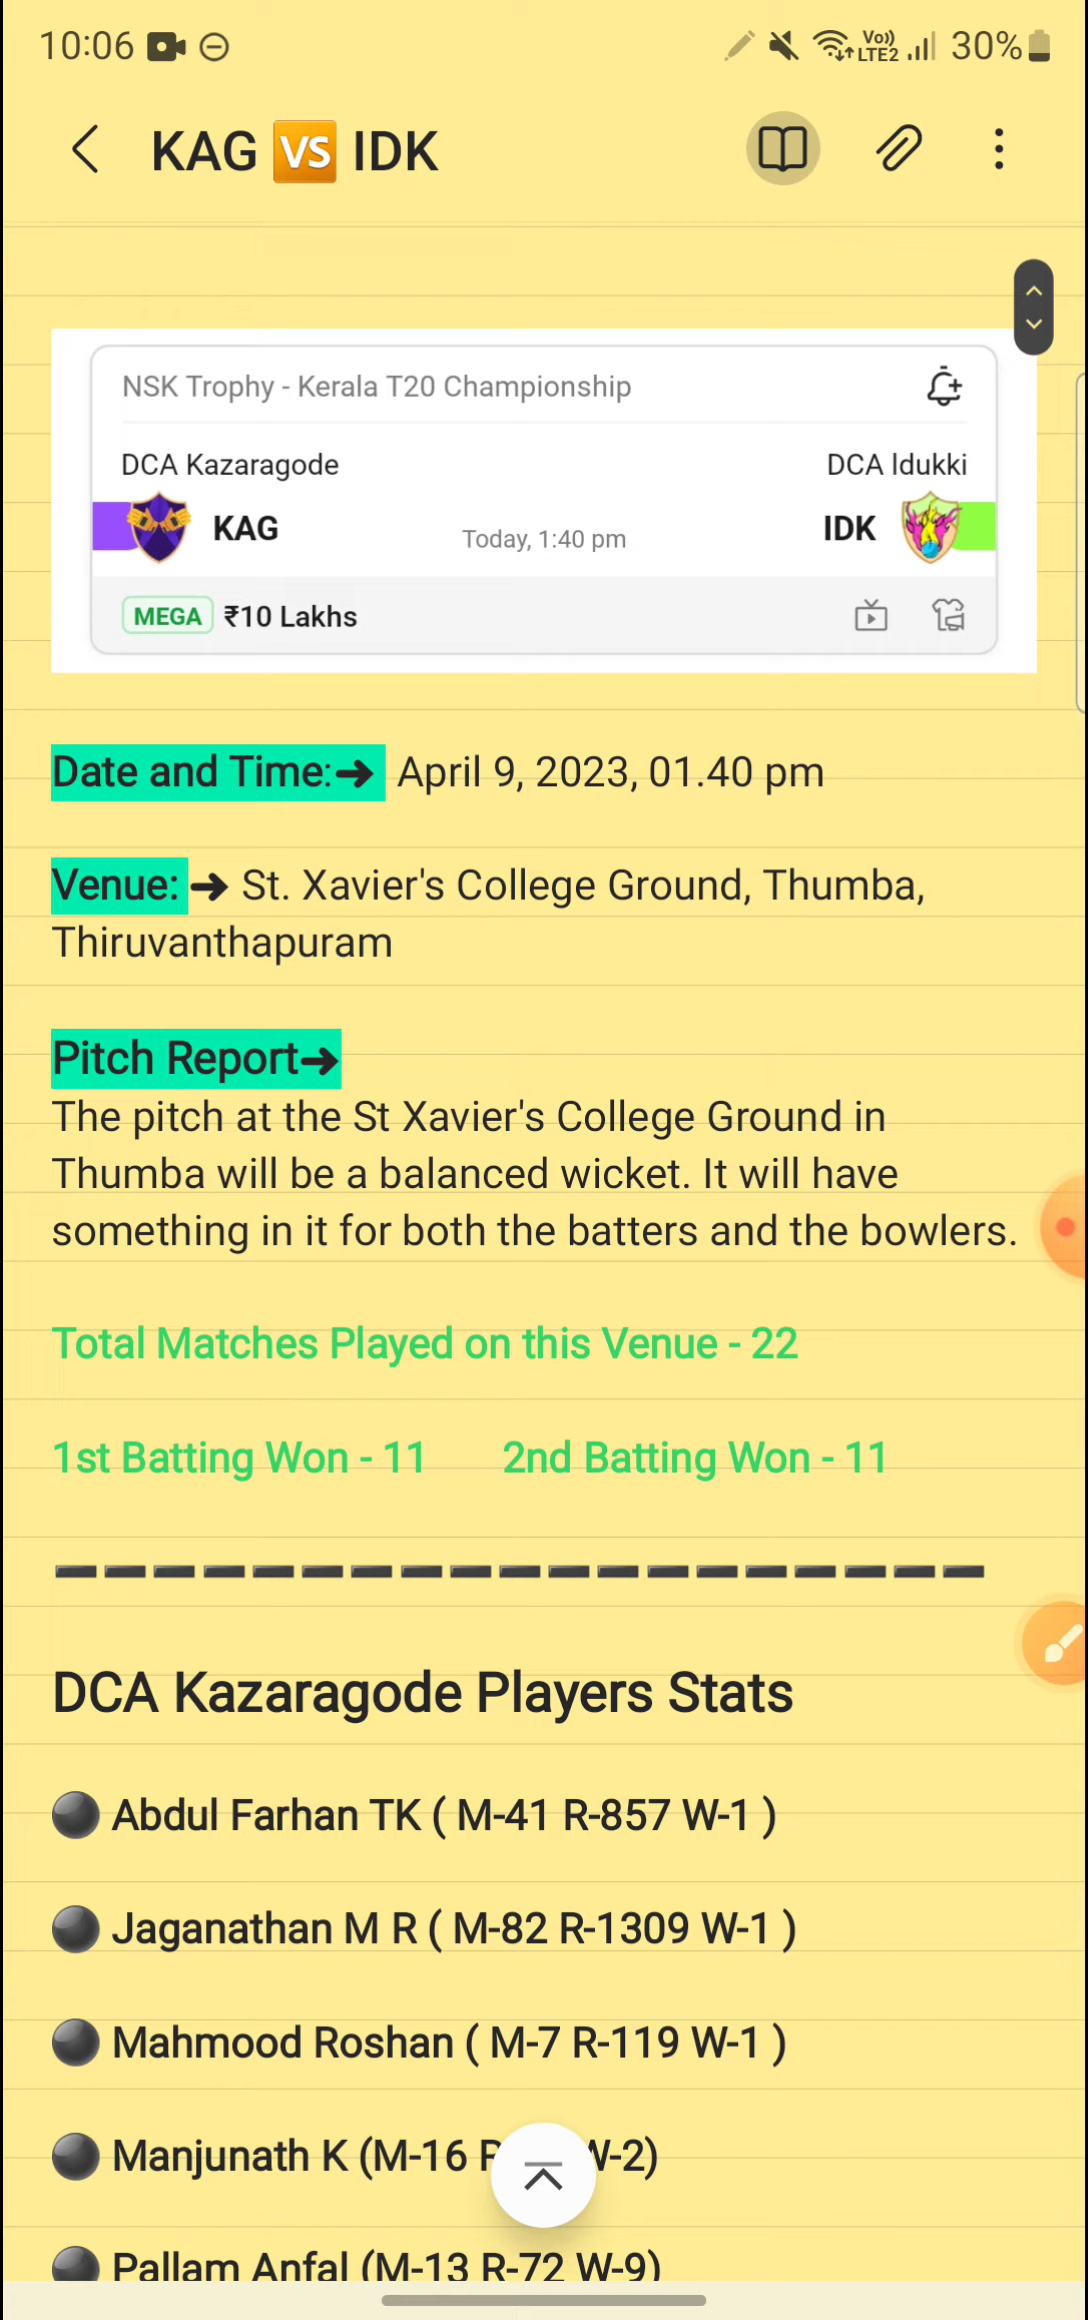 10:06 Vo)) LTE2 30%
KAG VS IDK
NSK Trophy - Kerala T20 Championship
DCA Kazaragode DCA Idukki
KAG Today, 1:40 pm IDK
MEGA ₹10 Lakhs
Date and Time:➔ April 9, 2023, 01.40 pm
Venue: ➔ St. Xavier's College Ground, Thumba,
Thiruvanthapuram
Pitch Report➔
The pitch at the St Xavier's College Ground in
Thumba will be a balanced wicket. It will have
something in it for both the batters and the bowlers.
Total Matches Played on this Venue - 22
1st Batting Won - 11 2nd Batting Won - 11
DCA Kazaragode Players Stats
Abdul Farhan TK ( M-41 R-857 W-1 )
Jaganathan M R ( M-82 R-1309 W-1 )
Mahmood Roshan ( M-7 R-119 W-1 )
Manjunath K (M-16 W-2)
Pallam Anfal (M-13 R-72 W-9)